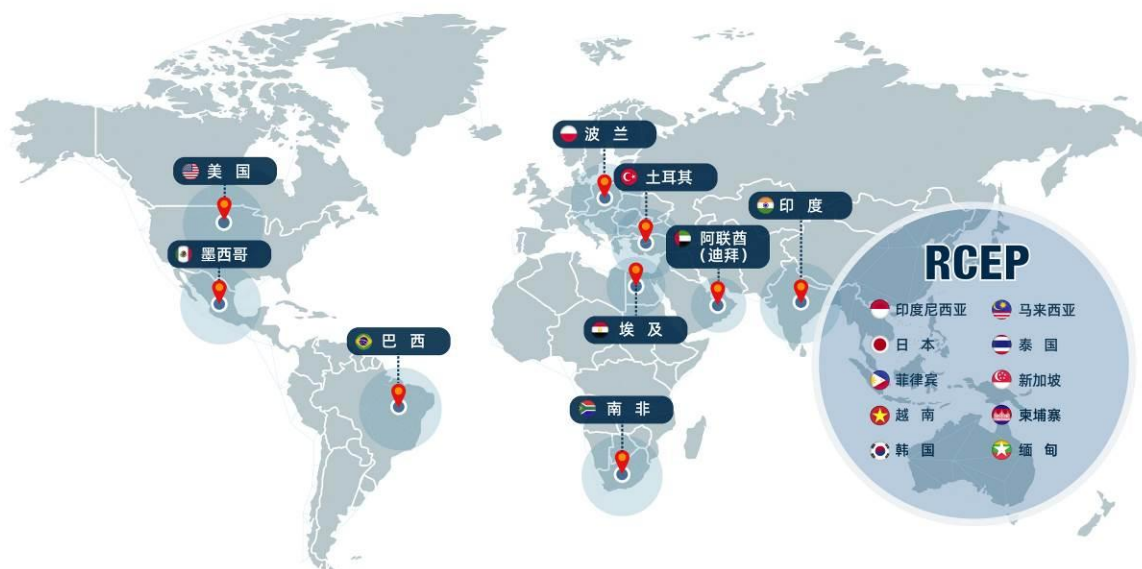 波兰
美国
土耳其
印度
墨西哥
阿联酋
(迪拜)
埃及
巴西
南非
RCEP
印度尼西亚
马来西亚
日本
泰国
菲律宾
新加坡
越南
柬埔寨
韩国
缅甸